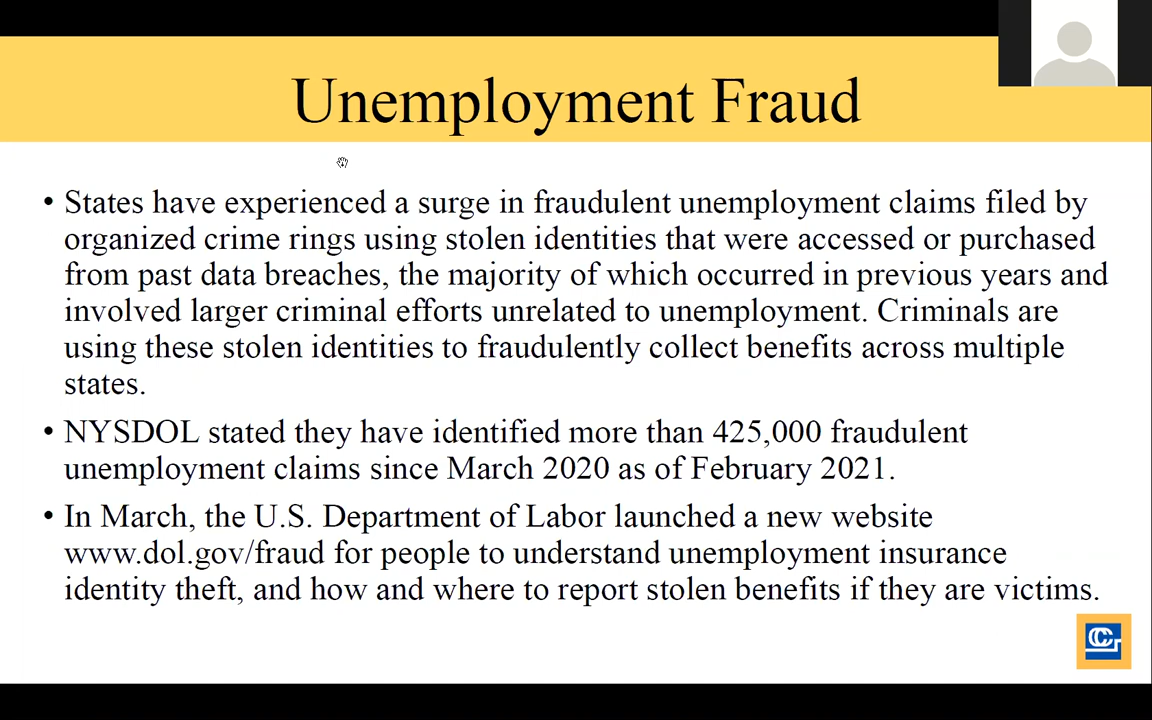 Unemployment Fraud
• States have experienced a surge in fraudulent unemployment claims filed by
organized crime rings using stolen identities that were accessed or purchased
from past data breaches, the majority of which occurred in previous years and
involved larger criminal efforts unrelated to unemployment. Criminals are
using these stolen identities to fraudulently collect benefits across multiple
states.
• NYSDOL stated they have identified more than 425,000 fraudulent
unemployment claims since March 2020 as of February 2021.
• In March, the U.S. Department of Labor launched a new website
www.dol.gov/fraud for people to understand unemployment insurance
identity theft, and how and where to report stolen benefits if they are victims.